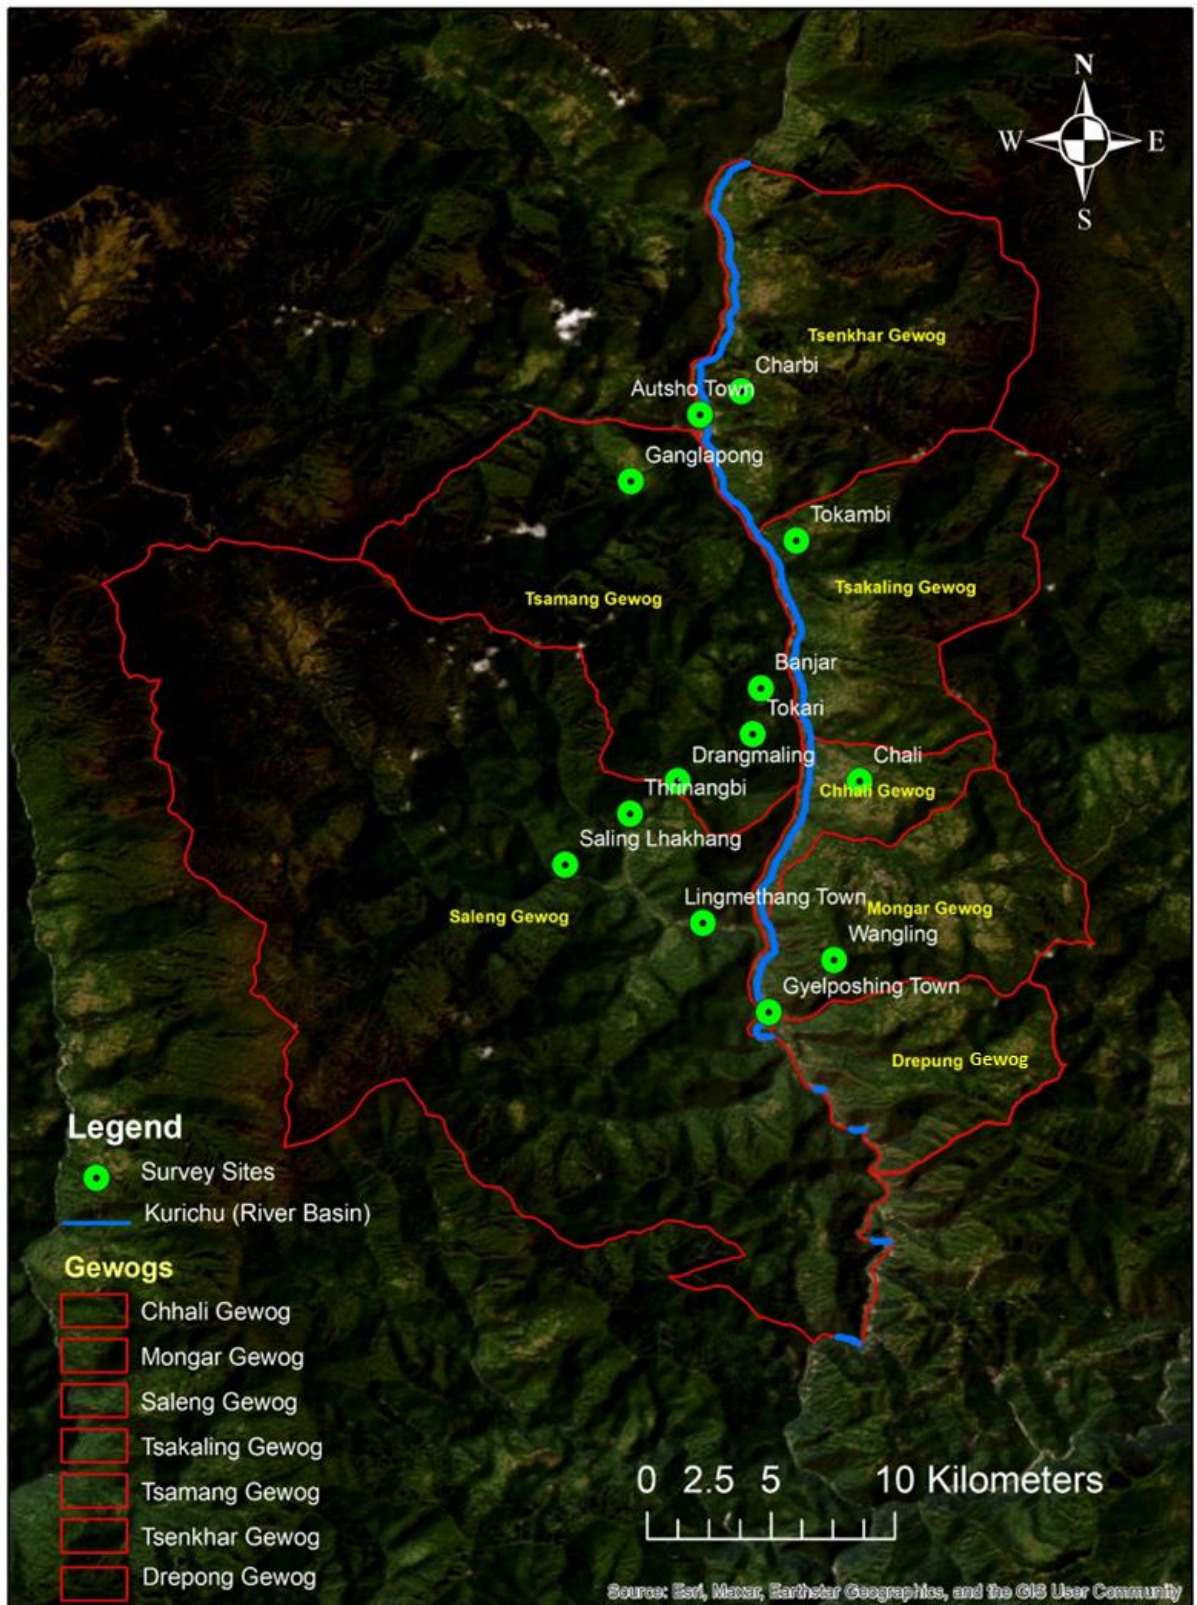 N
W E
S
Tsenkhar Gewog
Charbi
Autsho Town
Ganglapong
Tokambi
Tsakaling Gewog
Tsamang Gewog
Banjar
Tokari
Drangmaling
Chali
Thrinangbi
Chhali Gewog
Saling Lhakhang
Lingmethang Town
Mongar Gewog
Saleng Gewog
Wangling
Gyelposhing Town
Drepung Gewog
Legend
Survey Sites
Kurichu (River Basin)
Gewogs
Chhali Gewog
Mongar Gewog
Saleng Gewog
Tsakaling Gewog
Tsamang Gewog
Tsenkhar Gewog
Drepong Gewog
0 2.5 5 10 Kilometers
Source: Esri, Maxar, Earthstar Geographics, and the GIS User Community